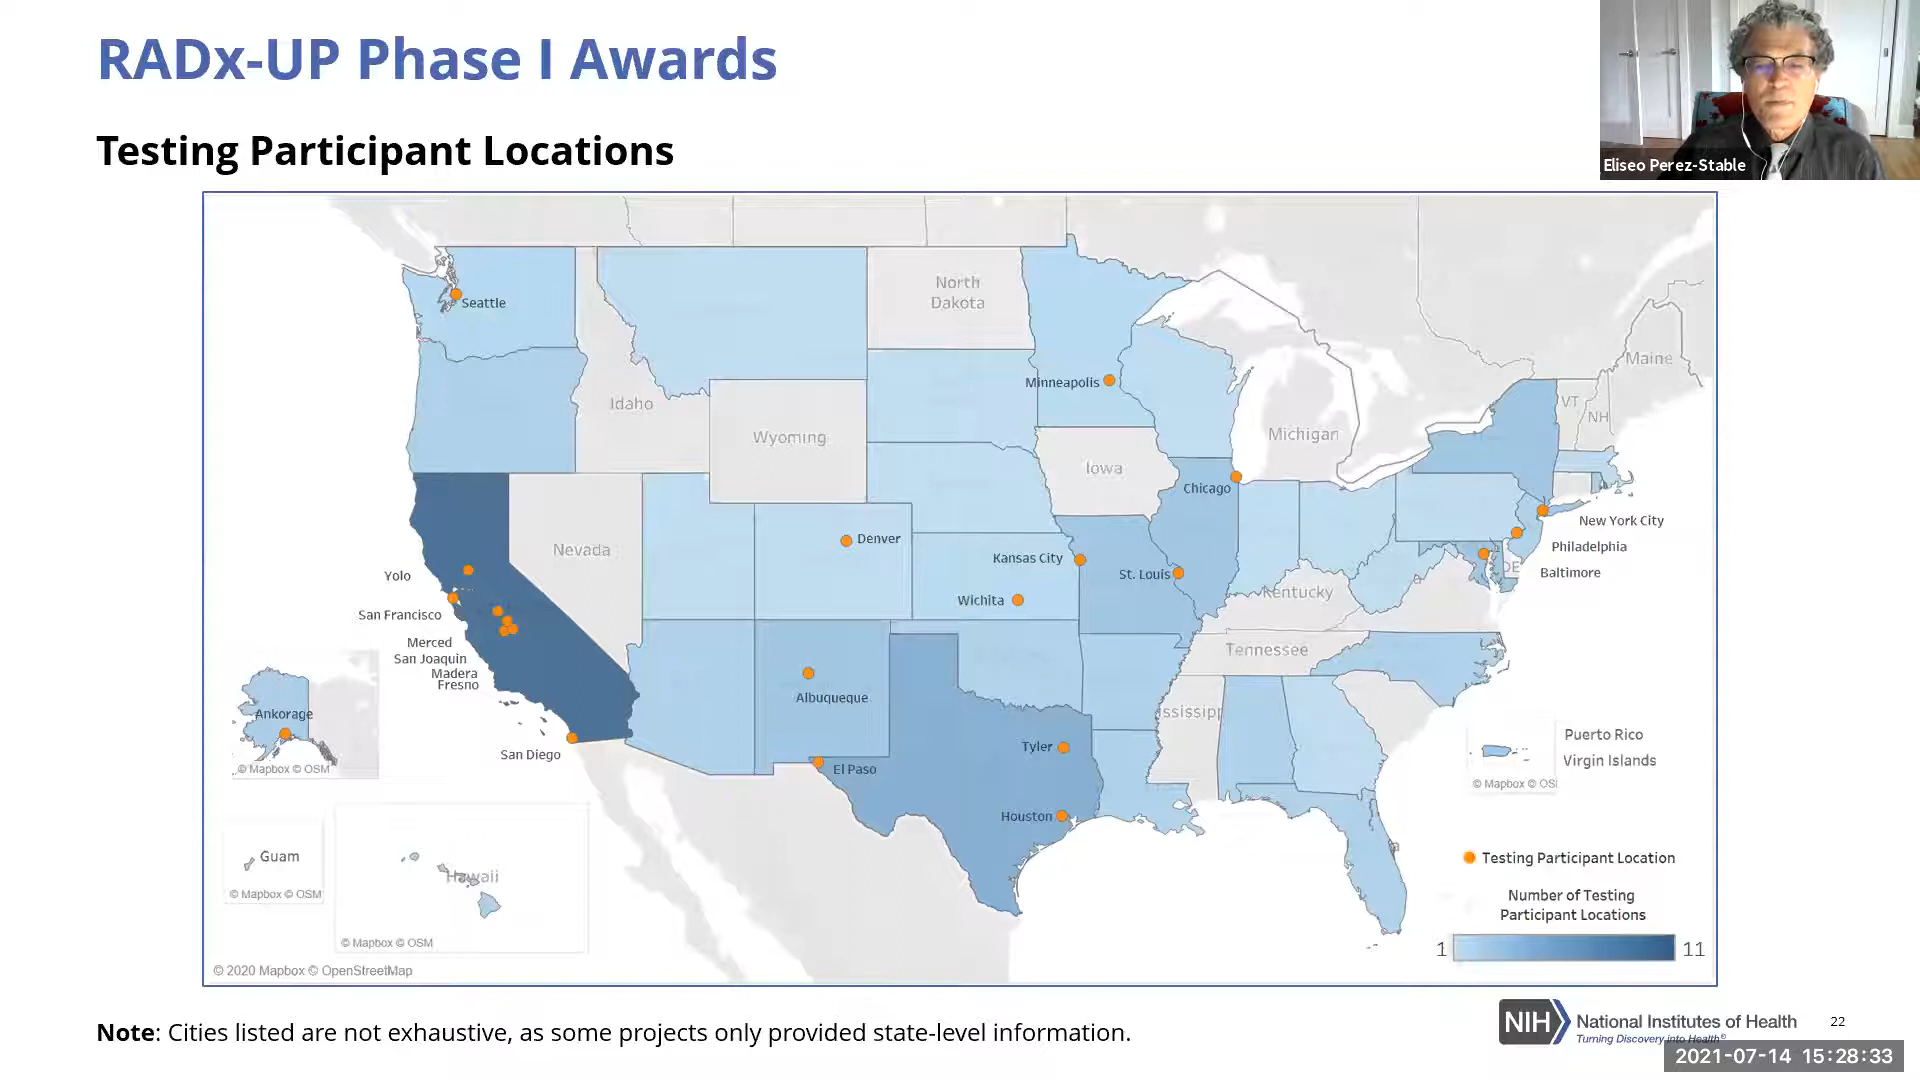 RADx-UP Phase I Awards
Testing Participant Locations
Eliseo Perez-Stable
North
Dakota
Seattle
Maine
Minneapolis
VT
NH
Idaho
Wyoming
Michigan
Iowa
Chicago
New York City
Denver
Nevada
Kansas City
Philadelphia
St. Louis
DE
Baltimore
Yolo
Wichita
Kentucky
San Francisco
Merced
San Joaquin
Madera
Fresno
Tennessee
Albuqueque
ississipp
Ankorage
© Mapbox © OSM
San Diego
Tyler
El Paso
Houston
Puerto Rico
Virgin Islands
© Mapbox © OSI
Guam
© Mapbox © OSM
Hawaii
© Mapbox © OSM
Testing Participant Location
Number of Testing
Participant Locations
1 11
© 2020 Mapbox © OpenStreetMap
Note: Cities listed are not exhaustive, as some projects only provided state-level information.
NIH National Institutes of Health
Turning Discovery into Health®
22
2021-07-14 15:28:33